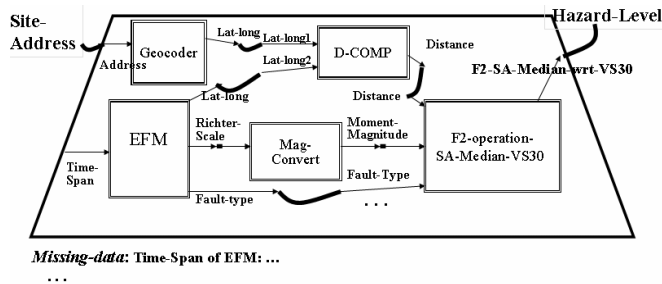 Site-
Address
Hazard-Level
Geocoder
Address
Lat-long
Lat-long1
Lat-long2
Lat-long
D-COMP
Distance
Distance
F2-SA-Median-wrt-VS30
EFM
Time-
Span
Richter-
Scale
Mag-
Convert
Moment-
Magnitude
F2-operation-
SA-Median-VS30
Fault-type
Fault-Type
. . .
Missing-data: Time-Span of EFM: ...
. . .